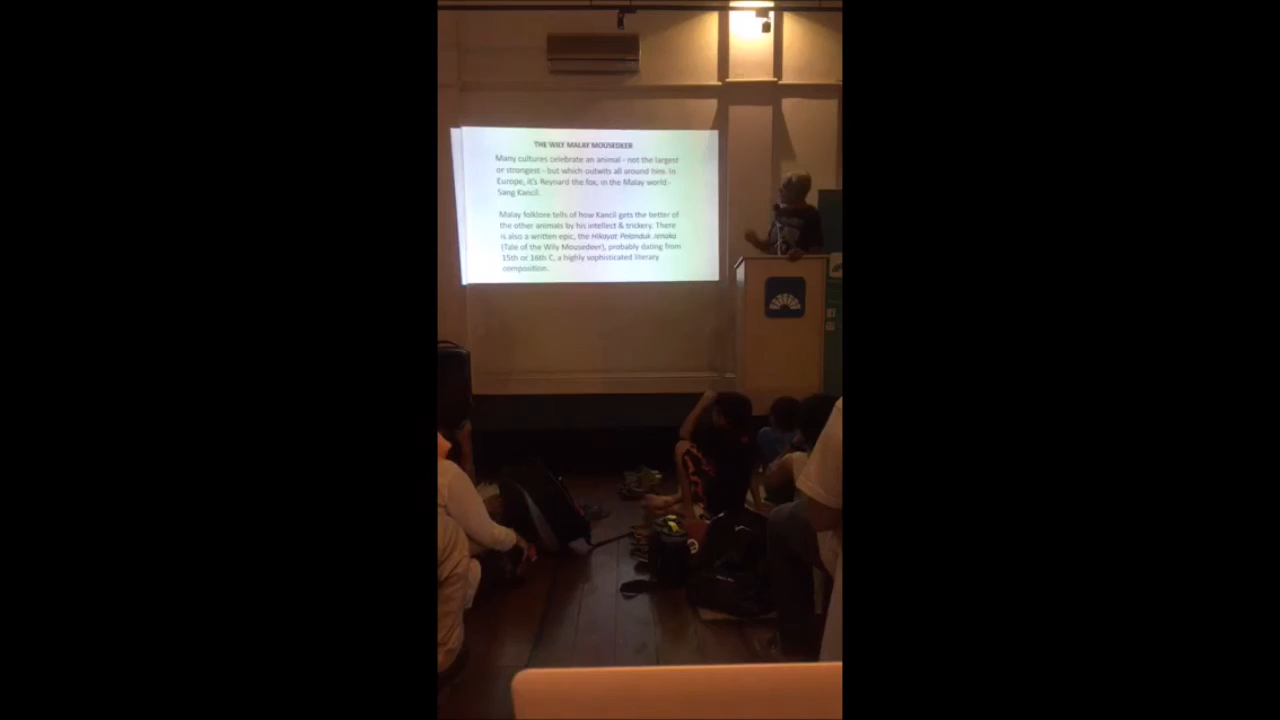 THE WILY MALAY MOUSEDEER
Many cultures celebrate an animal - not the largest
or strongest - but which outwits all around him. In
Europe, it's Reynard the fox, in the Malay world-
Sang Kancil.
Malay folklore tells of how Kancil gets the better of
the other animals by his intellect & trickery. There
is also a written epic, the Hikayat Pelanduk Jenaka
(Tale of the Wily Mousedeer), probably dating from
15th or 16th C, a highly sophisticated literary
composition.